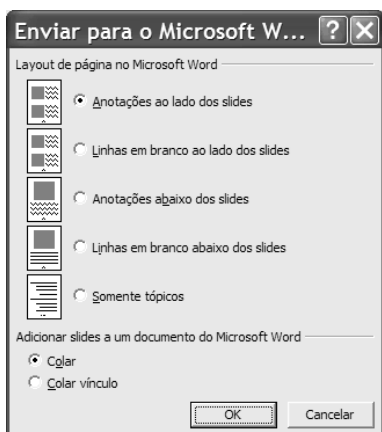 Enviar para o Microsoft W...
Layout de página no Microsoft Word
Anotações ao lado dos slides
Linhas em branco ao lado dos slides
Anotações abaixo dos slides
Linhas em branco abaixo dos slides
Somente tópicos
Adicionar slides a um documento do Microsoft Word
Colar
Colar vínculo
OK Cancelar